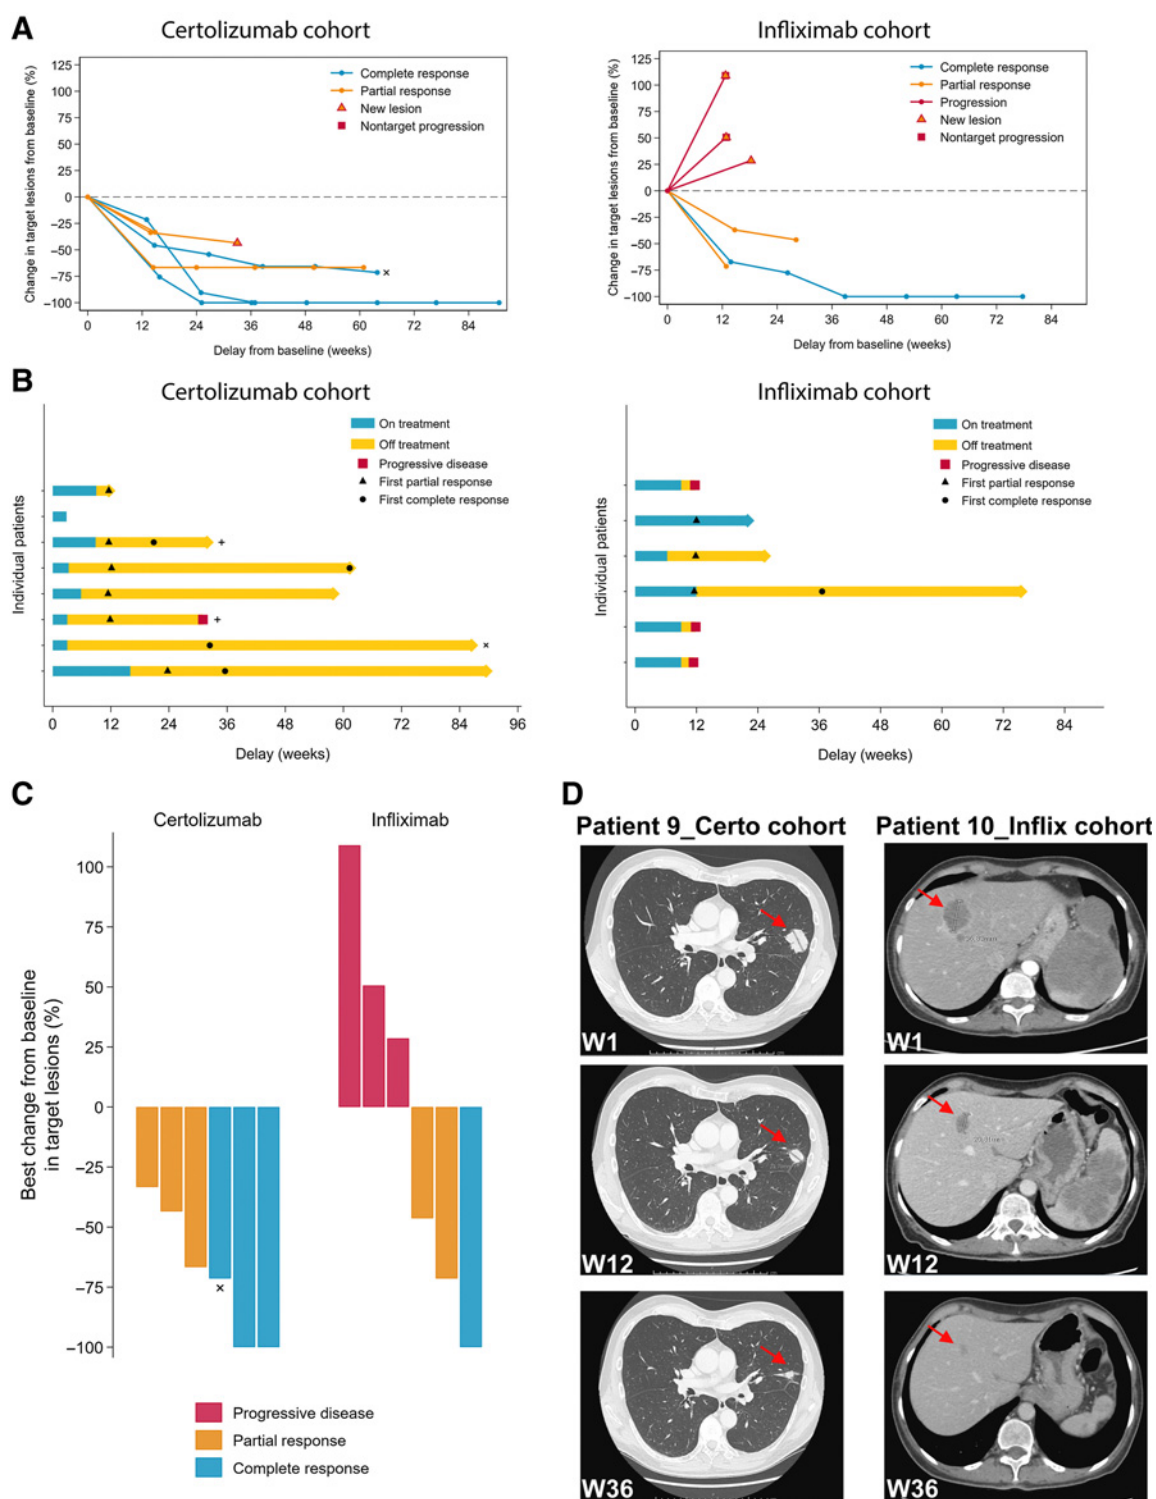 A
Certolizumab cohort
Change in target lesions from baseline (%)
125
100
75
50
25
0
−25
−50
−75
−100
Complete response
Partial response
New lesion
Nontarget progression
×
0 12 24 36 48 60 72 84
Delay from baseline (weeks)
Infliximab cohort
Change in target lesions from baseline (%)
125
100
75
50
25
0
−25
−50
−75
−100
Complete response
Partial response
Progression
New lesion
Nontarget progression
0 12 24 36 48 60 72 84
Delay from baseline (weeks)
B
Certolizumab cohort
Individual patients
On treatment
Off treatment
Progressive disease
First partial response
First complete response
+
+
×
0 12 24 36 48 60 72 84 96
Delay (weeks)
Infliximab cohort
Individual patients
On treatment
Off treatment
Progressive disease
First partial response
First complete response
0 12 24 36 48 60 72 84
Delay (weeks)
C
Certolizumab Infliximab
Best change from baseline
in target lesions (%)
100
75
50
25
0
−25
−50
−75
−100
×
Progressive disease
Partial response
Complete response
D
Patient 9_Certo cohort
Patient 10_Inflix cohort
W1
W1
W12
W12
W36
W36